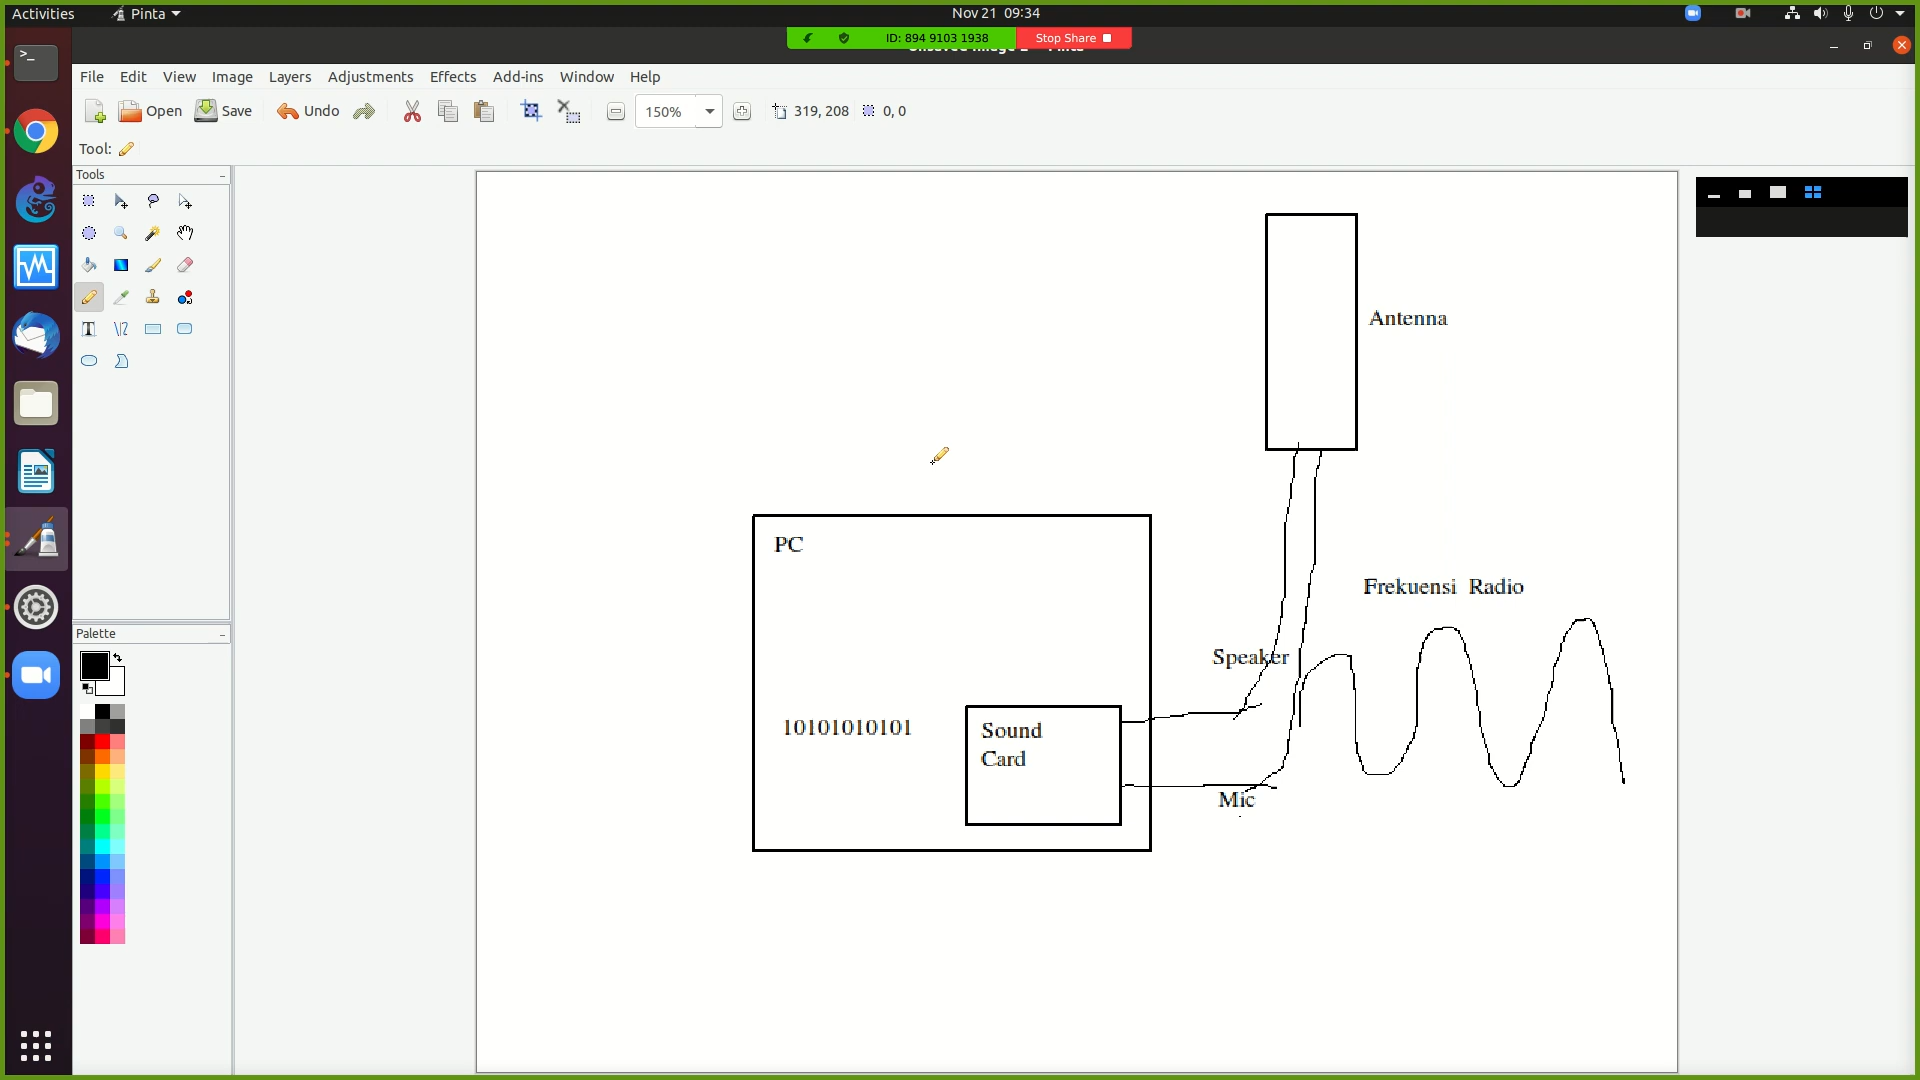 Activities
Pinta
Nov 21 09:34
ID: 894 9103 1938
Stop Share
File Edit View Image Layers Adjustments Effects Add-ins Window Help
Open Save Undo 150% 319, 208 0, 0
Tool:
Tools
Palette
Antenna
PC
Frekuensi Radio
Speaker
10101010101
Sound
Card
Mic